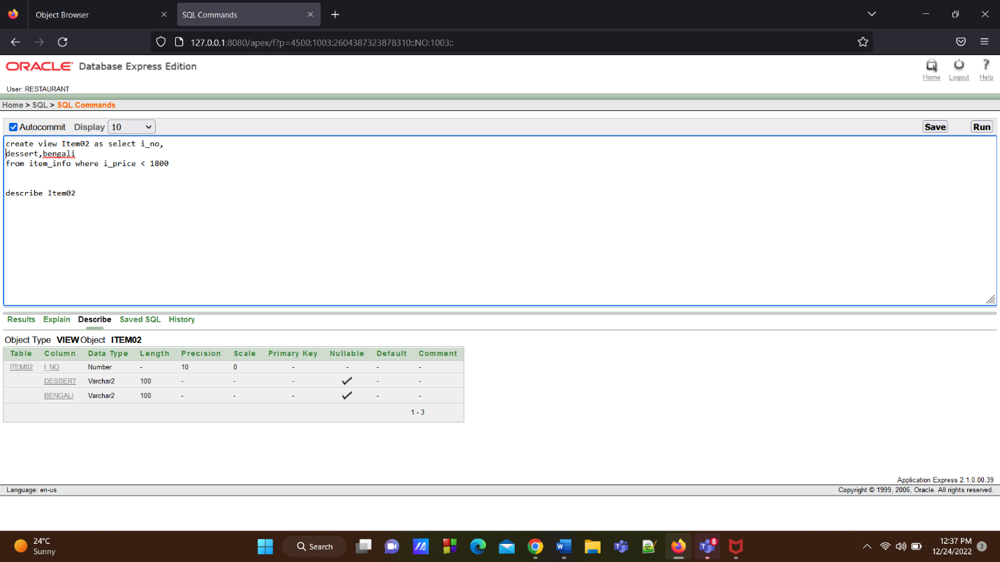 Object Browser
SQL Commands
127.0.0.1:8080/apex/f?p=4500:1003:2604387323878310::NO:1003::
ORACLE Database Express Edition
Home Logout Help
User: RESTAURANT
Home > SQL > SQL Commands
Autocommit Display 10 Save Run
create view Item02 as select i_no,
dessert,bengali
from item_info where i_price < 1800
describe Item02
Results Explain Describe Saved SQL History
Object Type VIEW Object ITEM02
Table Column Data Type Length Precision Scale Primary Key Nullable Default Comment
ITEM02 I_NO Number - 10 0 - - - -
DESSERT Varchar2 100 - - - - -
BENGALI Varchar2 100 - - - - -
1 - 3
Application Express 2.1.0.00.39
Language: en-us Copyright © 1999, 2006, Oracle. All rights reserved.
24°C
Sunny
Search
8
12:37 PM
12/24/2022
3